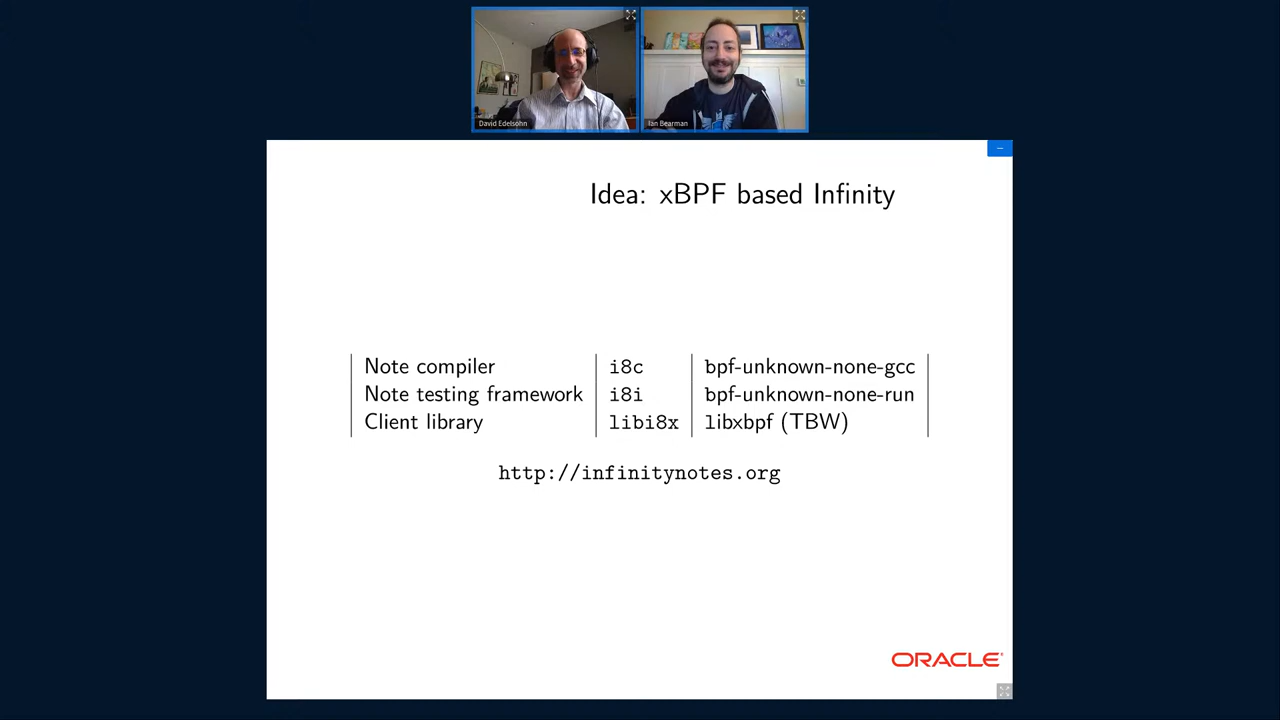 David Edelsohn
Ian Bearman
Idea: xBPF based Infinity
Note compiler i8c bpf-unknown-none-gcc
Note testing framework i8i bpf-unknown-none-run
Client library libi8x libxbpf (TBW)
http://infinitynotes.org
ORACLE